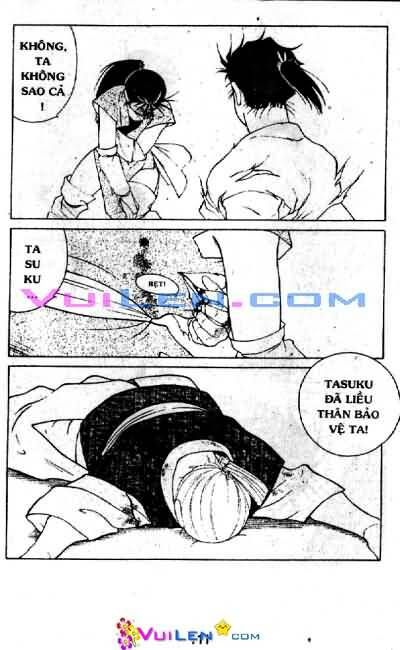 KHÔNG,
TA
KHÔNG
SAO CẢ
!
TA
SU
KU
...
BẸT!
VUILEN.COM
TASUKU
ĐÃ LIỀU
THÂN BẢO
VỆ TA!
VUILEN.COM